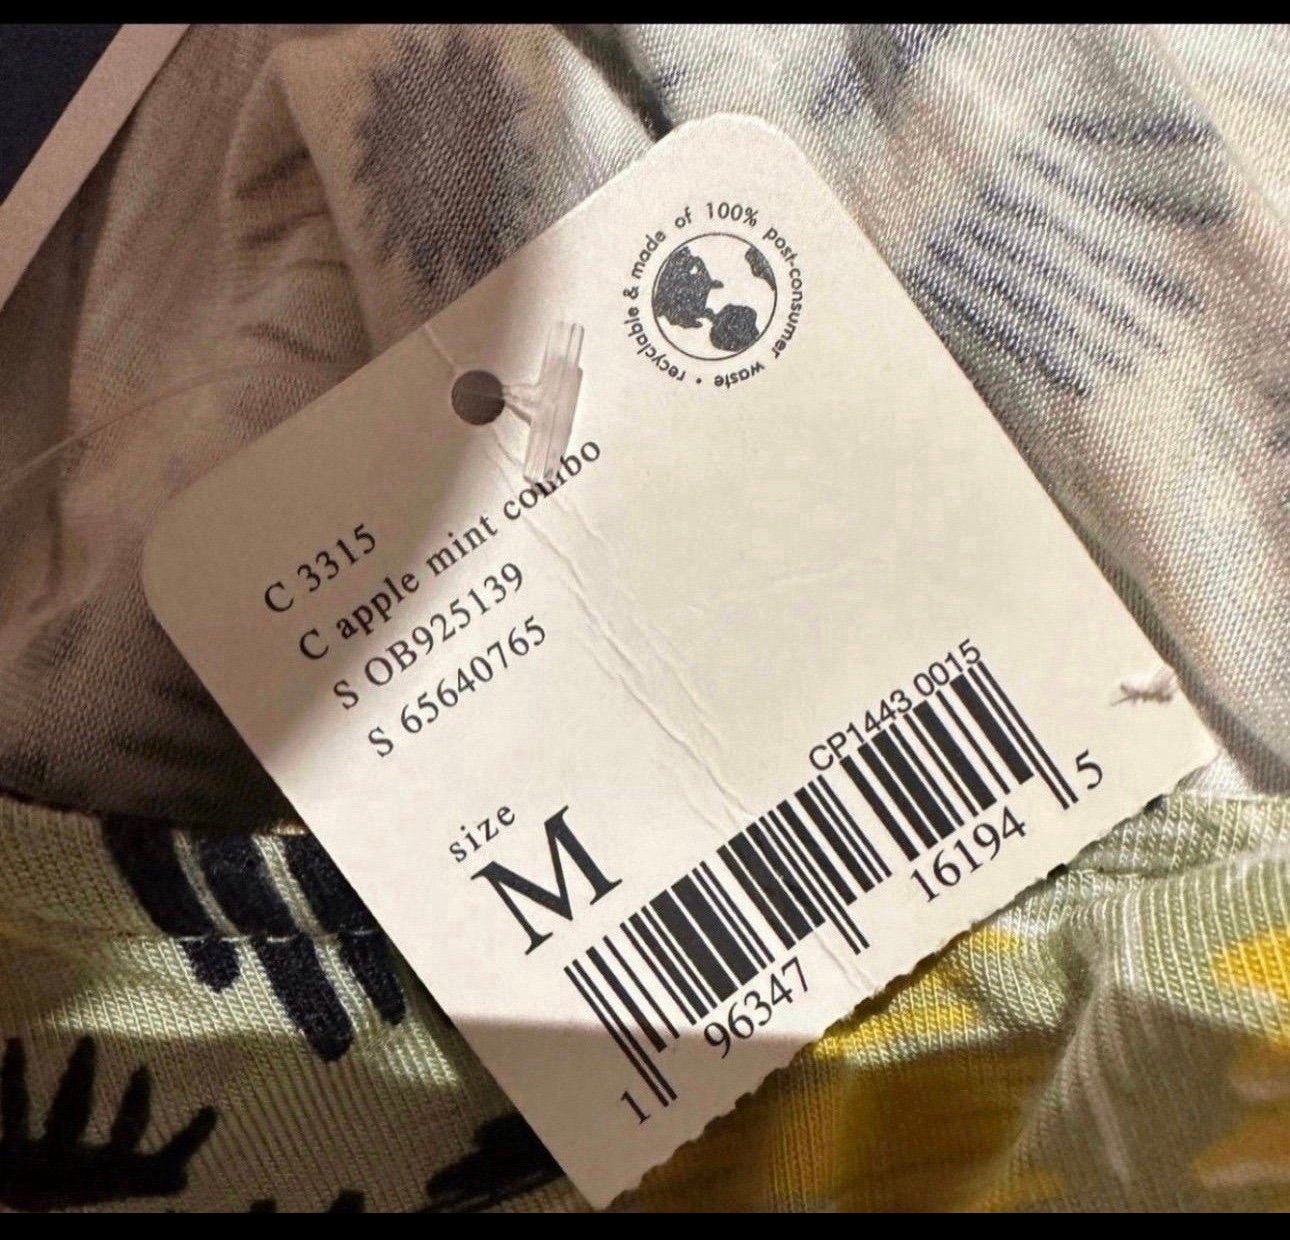 recyclable & made of 100% post-consumer waste •
C 3315
C apple mint combo
S OB925139
S 65640765
size
M
CP1443 0015
1 96347 16194 5